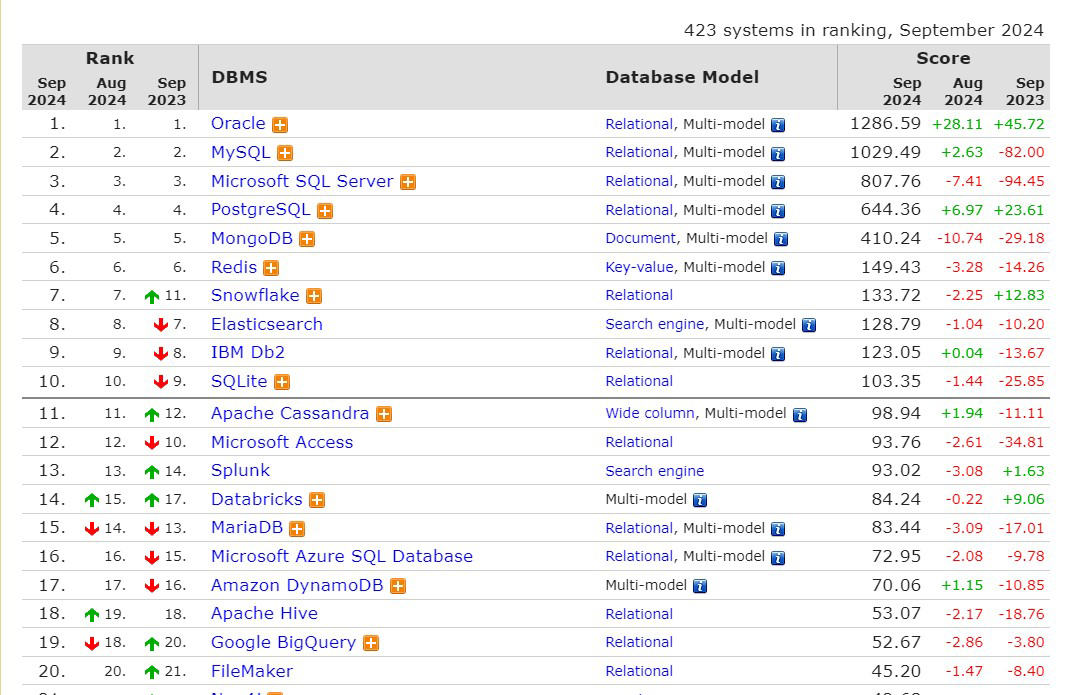 423 systems in ranking, September 2024
Rank DBMS Database Model Score
Sep 2024 Aug 2024 Sep 2023 Sep 2024 Aug 2024 Sep 2023
1. 1. 1. Oracle Relational, Multi-model 1286.59 +28.11 +45.72
2. 2. 2. MySQL Relational, Multi-model 1029.49 +2.63 -82.00
3. 3. 3. Microsoft SQL Server Relational, Multi-model 807.76 -7.41 -94.45
4. 4. 4. PostgreSQL Relational, Multi-model 644.36 +6.97 +23.61
5. 5. 5. MongoDB Document, Multi-model 410.24 -10.74 -29.18
6. 6. 6. Redis Key-value, Multi-model 149.43 -3.28 -14.26
7. 7. 11. Snowflake Relational 133.72 -2.25 +12.83
8. 8. 7. Elasticsearch Search engine, Multi-model 128.79 -1.04 -10.20
9. 9. 8. IBM Db2 Relational, Multi-model 123.05 +0.04 -13.67
10. 10. 9. SQLite Relational 103.35 -1.44 -25.85
11. 11. 12. Apache Cassandra Wide column, Multi-model 98.94 +1.94 -11.11
12. 12. 10. Microsoft Access Relational 93.76 -2.61 -34.81
13. 13. 14. Splunk Search engine 93.02 -3.08 +1.63
14. 15. 17. Databricks Multi-model 84.24 -0.22 +9.06
15. 14. 13. MariaDB Relational, Multi-model 83.44 -3.09 -17.01
16. 16. 15. Microsoft Azure SQL Database Relational, Multi-model 72.95 -2.08 -9.78
17. 17. 16. Amazon DynamoDB Multi-model 70.06 +1.15 -10.85
18. 19. 18. Apache Hive Relational 53.07 -2.17 -18.76
19. 18. 20. Google BigQuery Relational 52.67 -2.86 -3.80
20. 20. 21. FileMaker Relational 45.20 -1.47 -8.40